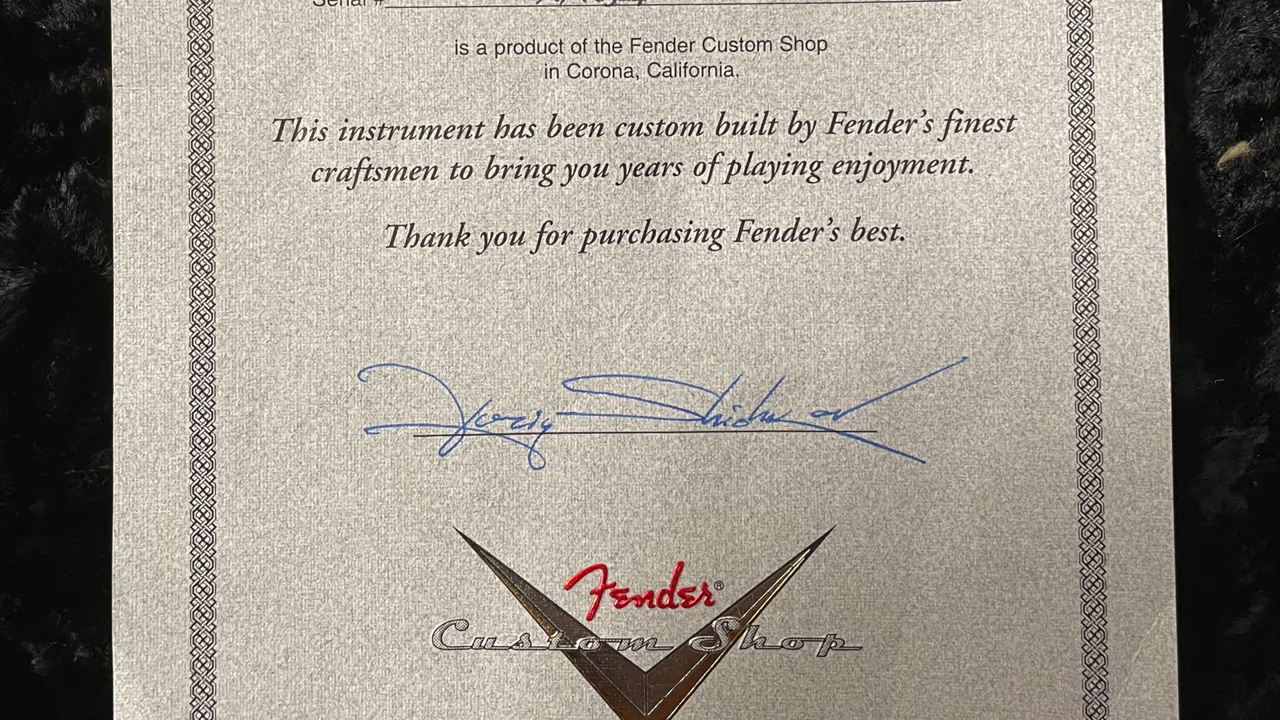 Serial #
is a product of the Fender Custom Shop
in Corona, California.
This instrument has been custom built by Fender's finest
craftsmen to bring you years of playing enjoyment.
Thank you for purchasing Fender's best.
Fender®
Custom Shop